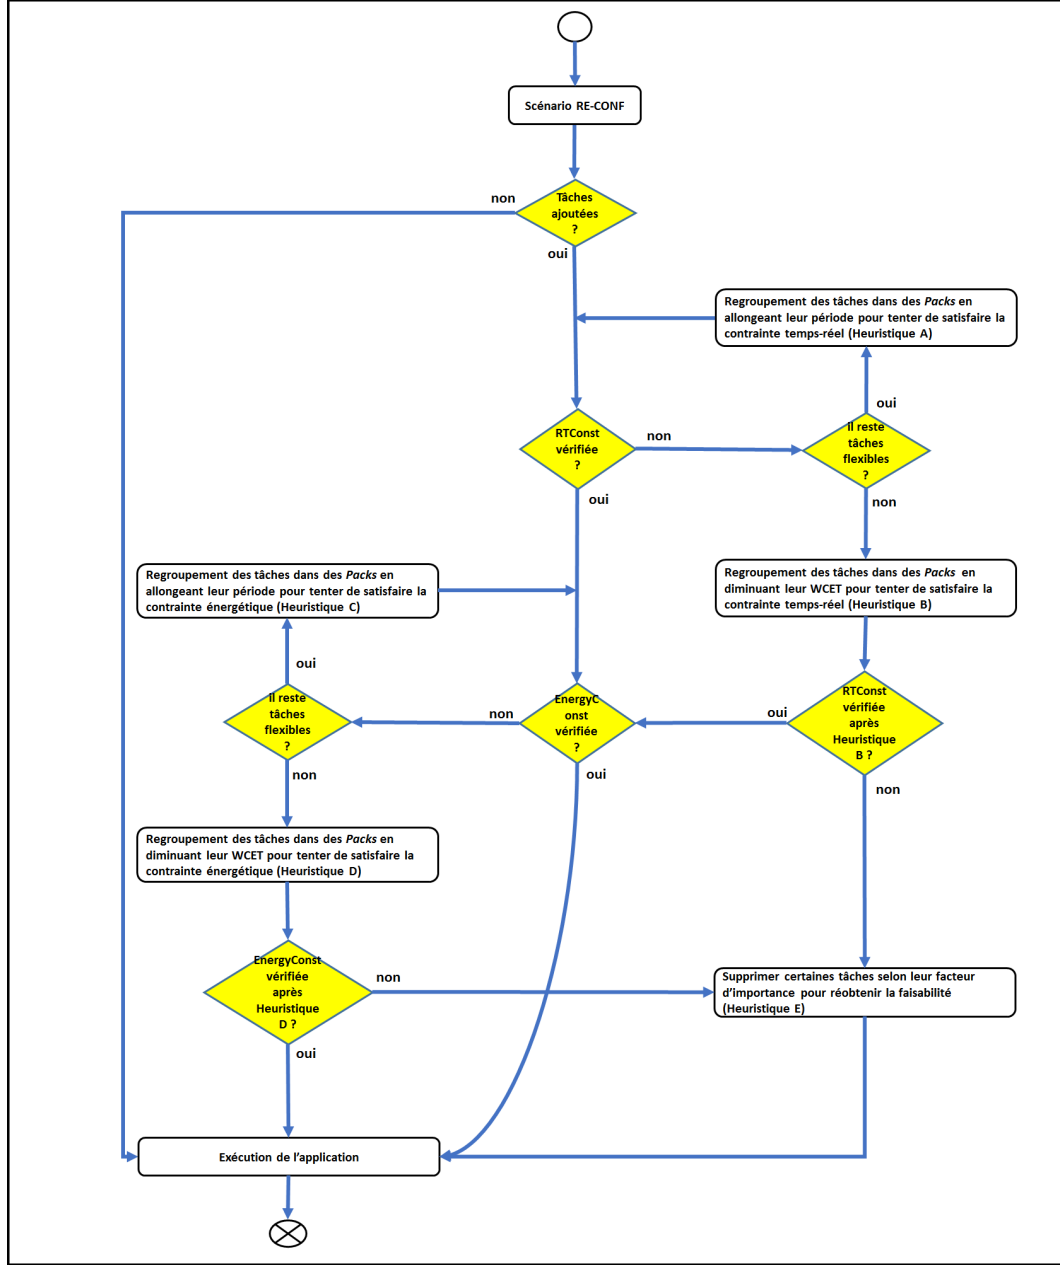 Scénario RE-CONF
non
Tâches
ajoutées
?
oui
Regroupement des tâches dans des Packs en
allongeant leur période pour tenter de satisfaire la
contrainte temps-réel (Heuristique A)
oui
RTConst
vérifiée
?
non
Il reste
tâches
flexibles
?
oui
non
Regroupement des tâches dans des Packs en
allongeant leur période pour tenter de satisfaire la
contrainte énergétique (Heuristique C)
Regroupement des tâches dans des Packs en
diminuant leur WCET pour tenter de satisfaire la
contrainte temps-réel (Heuristique B)
oui
Il reste
tâches
flexibles
?
non
EnergyC
onst
vérifiée
?
oui
RTConst
vérifiée
après
Heuristique
B ?
non
oui
non
Regroupement des tâches dans des Packs en
diminuant leur WCET pour tenter de satisfaire la
contrainte énergétique (Heuristique D)
EnergyConst
vérifiée
après
Heuristique
D ?
non
Supprimer certaines tâches selon leur facteur
d'importance pour réobtenir la faisabilité
(Heuristique E)
oui
Exécution de l'application